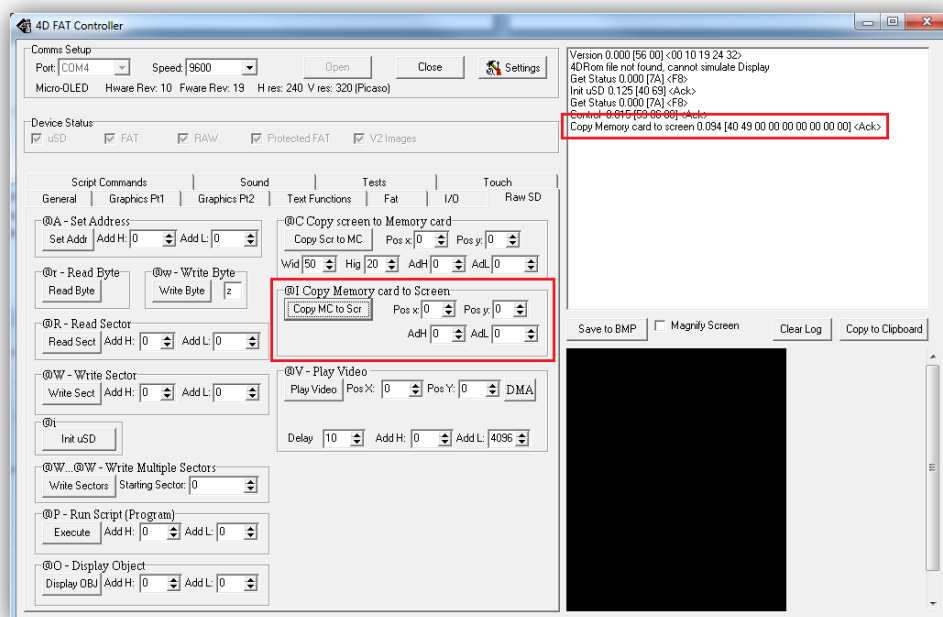 4D FAT Controller
Comms Setup
Port: COM4 Speed: 9600 Open Close Settings
Micro-OLED Hware Rev: 10 Fware Rev: 19 H res: 240 V res: 320 (Picaso)
Device Status
uSD FAT RAW Protected FAT V2 Images
Script Commands Sound Tests Touch
General Graphics Pt1 Graphics Pt2 Text Functions Fat I/O Raw SD
@A - Set Address
Set Addr Add H: 0 Add L: 0
@r - Read Byte @w - Write Byte
Read Byte Write Byte z
@R - Read Sector
Read Sect Add H: 0 Add L: 0
@W - Write Sector
Write Sect Add H: 0 Add L: 0
@i
Init uSD
@W...@W - Write Multiple Sectors
Write Sectors Starting Sector: 0
@P - Run Script (Program)
Execute Add H: 0 Add L: 0
@O - Display Object
Display OBJ Add H: 0 Add L: 0
@C Copy screen to Memory card
Copy Scr to MC Pos x: 0 Pos y: 0
Wid 50 Hig 20 AdH 0 AdL 0
@I Copy Memory card to Screen
Copy MC to Scr Pos x: 0 Pos y: 0
AdH 0 AdL 0
@V - Play Video
Play Video Pos X: 0 Pos Y: 0 DMA
Delay 10 Add H: 0 Add L: 4096
Version 0.000 [56 00] <00 10 19 24 32>
4DRom file not found, cannot simulate Display
Get Status 0.000 [7A] <F8>
Init uSD 0.125 [40 69] <Ack>
Get Status 0.000 [7A] <F8>
Control 0.015 [59 06 00] <Ack>
Copy Memory card to screen 0.094 [40 49 00 00 00 00 00 00 00] <Ack>
Save to BMP Magnify Screen Clear Log Copy to Clipboard